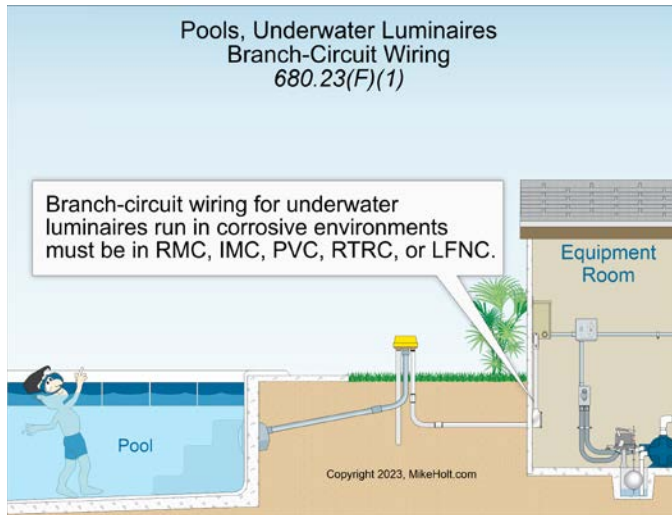 Pools, Underwater Luminaires
Branch-Circuit Wiring
680.23(F)(1)
Branch-circuit wiring for underwater
luminaires run in corrosive environments
must be in RMC, IMC, PVC, RTRC, or LFNC.
Equipment
Room
Pool
Copyright 2023, MikeHolt.com